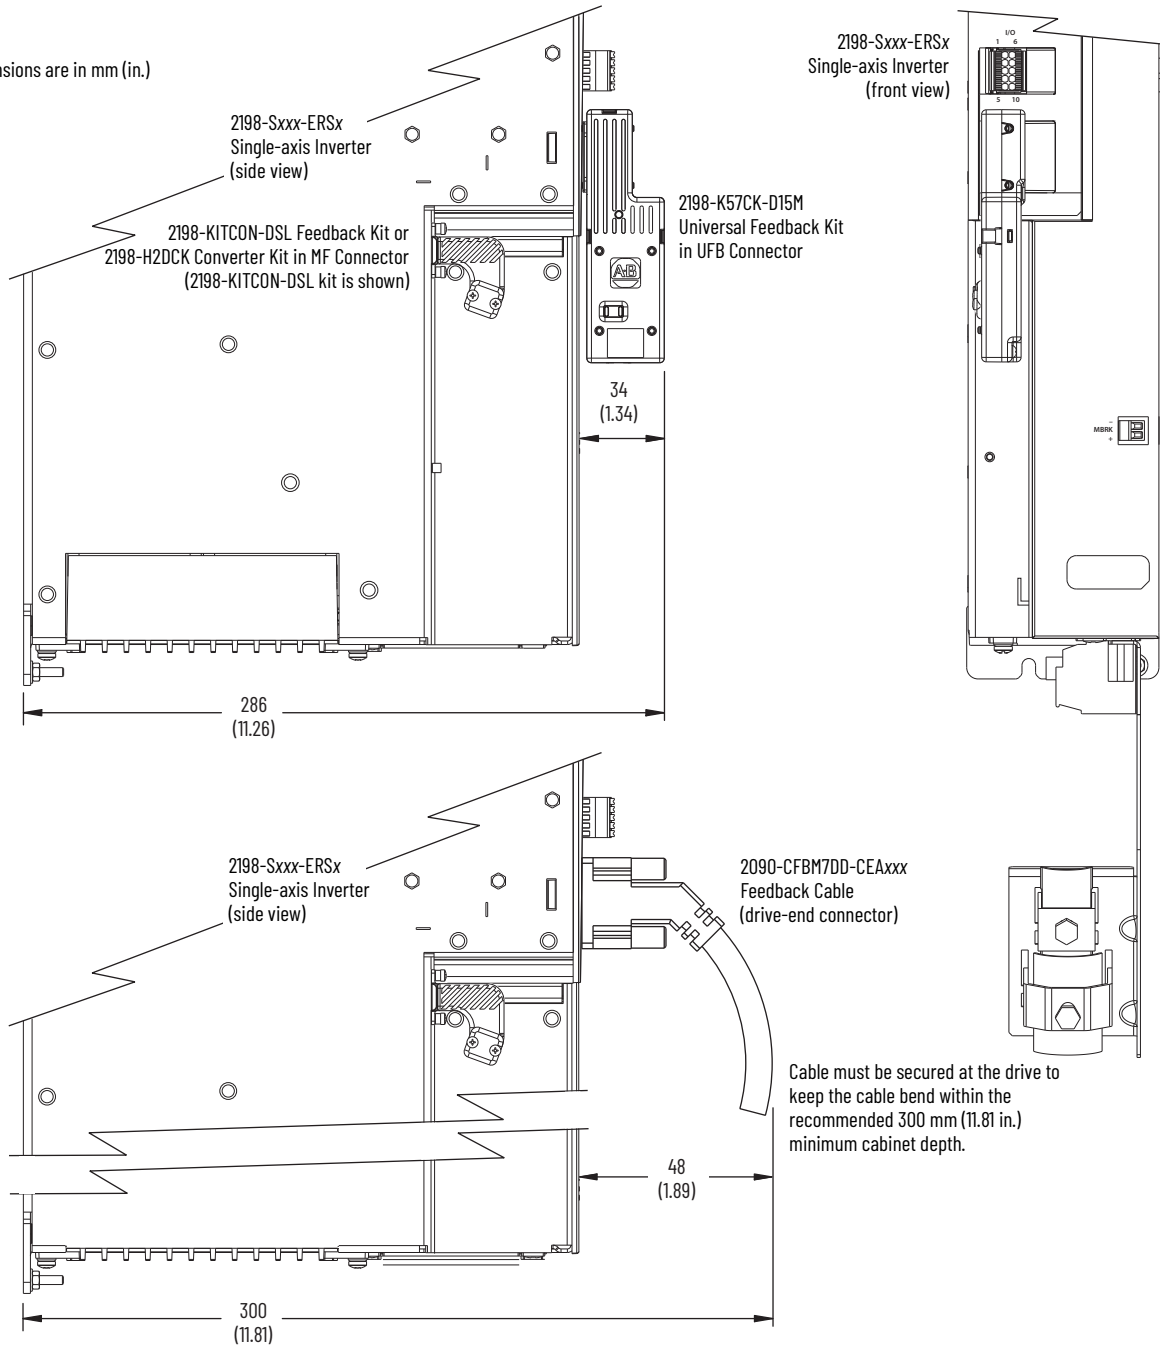 2198-Sxxx-ERSx
Single-axis Inverter
(front view)
I/O
1 6
5 10
sions are in mm (in.)
2198-Sxxx-ERSx
Single-axis Inverter
(side view)
2198-K57CK-D15M
Universal Feedback Kit
in UFB Connector
2198-KITCON-DSL Feedback Kit or
2198-H2DCK Converter Kit in MF Connector
(2198-KITCON-DSL kit is shown)
A-B
34
(1.34)
–
MBRK
+
286
(11.26)
2198-Sxxx-ERSx
Single-axis Inverter
(side view)
2090-CFBM7DD-CEAxxx
Feedback Cable
(drive-end connector)
Cable must be secured at the drive to
keep the cable bend within the
recommended 300 mm (11.81 in.)
minimum cabinet depth.
48
(1.89)
300
(11.81)